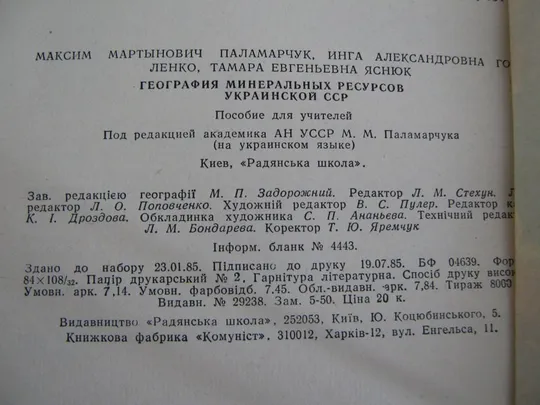 МАКСИМ МАРТЫНОВИЧ ПАЛАМАРЧУК, ИНГА АЛЕКСАНДРОВНА ГО
ЛЕНКО, ТАМАРА ЕВГЕНЬЕВНА ЯСНЮК
ГЕОГРАФИЯ МИНЕРАЛЬНЫХ РЕСУРСОВ
УКРАИНСКОЙ ССР
Пособие для учителей
Под редакцией академика АН УССР М. М. Паламарчука
(на украинском языке)
Киев, «Радянська школа».
Зав. редакцією географії М. П. Задорожний. Редактор Л. М. Стехун.
редактор Л. О. Поповченко. Художній редактор В. С. Пулер. Редактор
К. І. Дроздова. Обкладинка художника С. П. Ананьєва. Технічний редак
Л. М. Бондарева. Коректор Т. Ю. Яремчук
Інформ. бланк № 4443.
Здано до набору 23.01.85. Підписано до друку 19.07.85. БФ 04639. Фор
84×108/32. Папір друкарський № 2, Гарнітура літературна. Спосіб друку висок
Умовн. арк. 7,14. Умовн. фарбовідб. 7.45. Обл.-видавн. арк. 7,84. Тираж
Видавн. № 29238. Зам. 5-50. Ціна 20 к.
Видавництво «Радянська школа», 252053, Київ, Ю. Коцюбинського, 5.
Книжкова фабрика «Комуніст». 310012, Харків-12, вул. Енгельса, 11.